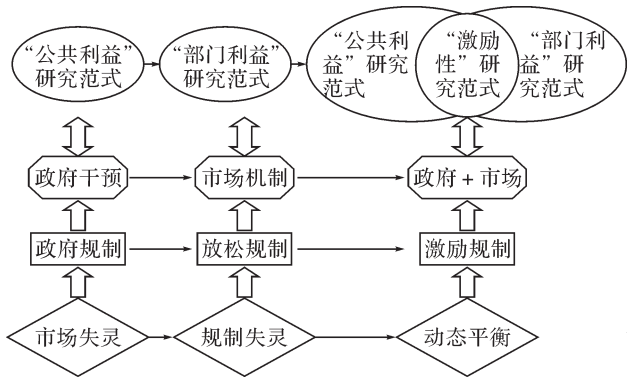 “公共利益”
研究范式
“部门利益”
研究范式
“公共利
益”研究
范式
“激励
性”研
究范式
“部门利
益”研
究范式
政府干预
市场机制
政府+市场
政府规制
放松规制
激励规制
市场失灵
规制失灵
动态平衡